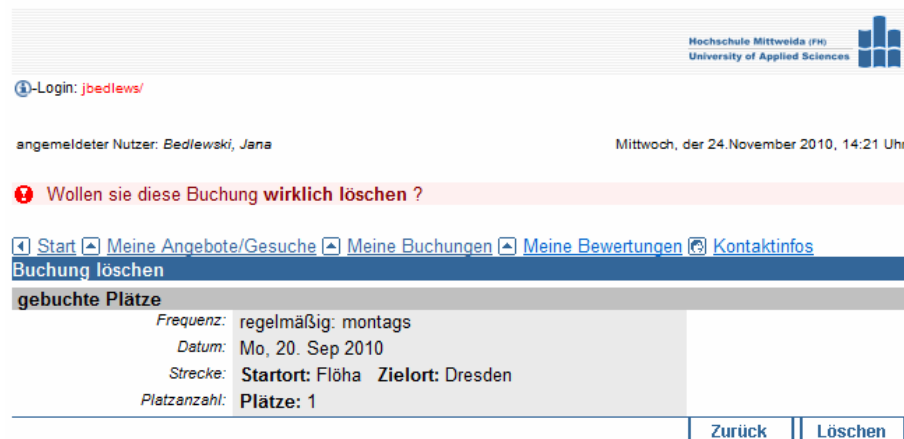 Hochschule Mittweida (FH)
University of Applied Sciences
-Login: jbedlews/
angemeldeter Nutzer: Bedlewski, Jana Mittwoch, der 24.November 2010, 14:21 Uhr
Wollen sie diese Buchung wirklich löschen ?
Start Meine Angebote/Gesuche Meine Buchungen Meine Bewertungen Kontaktinfos
Buchung löschen
gebuchte Plätze
Frequenz: regelmäßig: montags
Datum: Mo, 20. Sep 2010
Strecke: Startort: Flöha Zielort: Dresden
Platzanzahl: Plätze: 1
Zurück Löschen